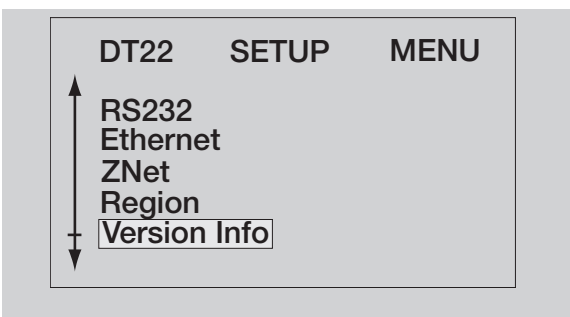 DT22 SETUP MENU
RS232
Ethernet
ZNet
Region
Version Info